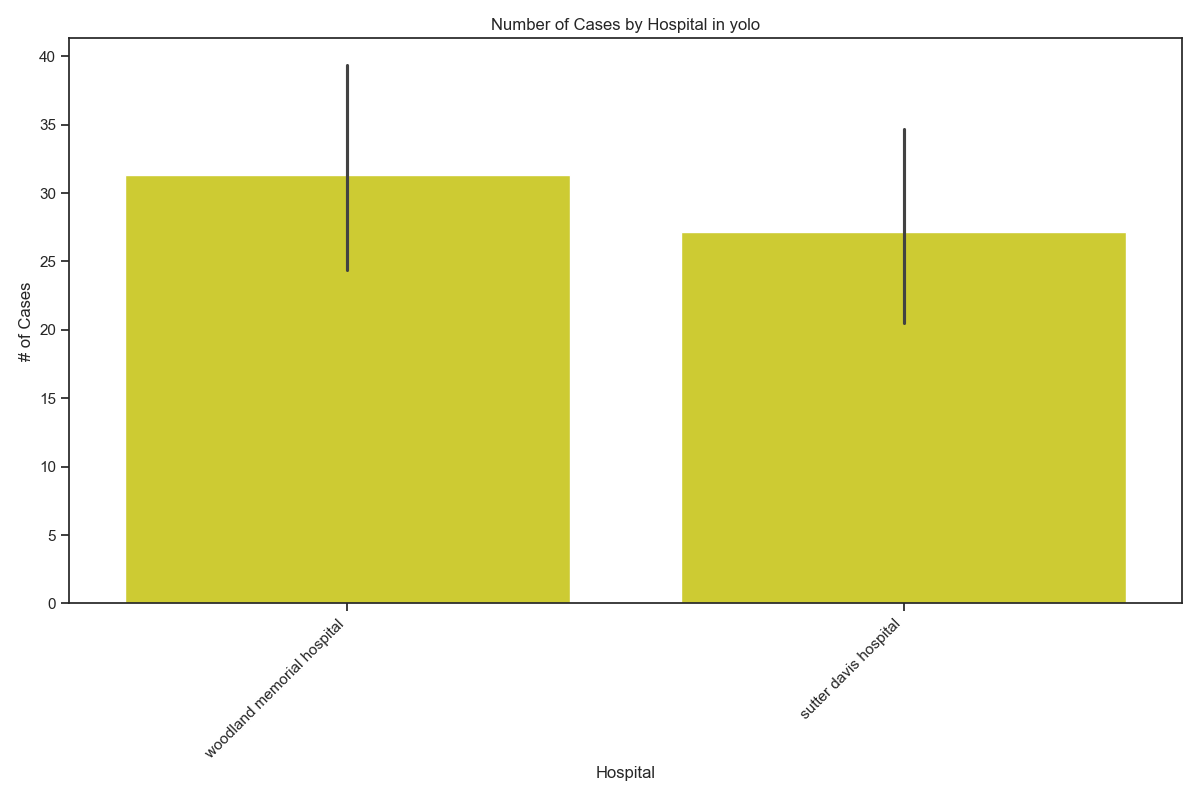 Number of Cases by Hospital in yolo
# of Cases
40
35
30
25
20
15
10
5
0
woodland memorial hospital
sutter davis hospital
Hospital